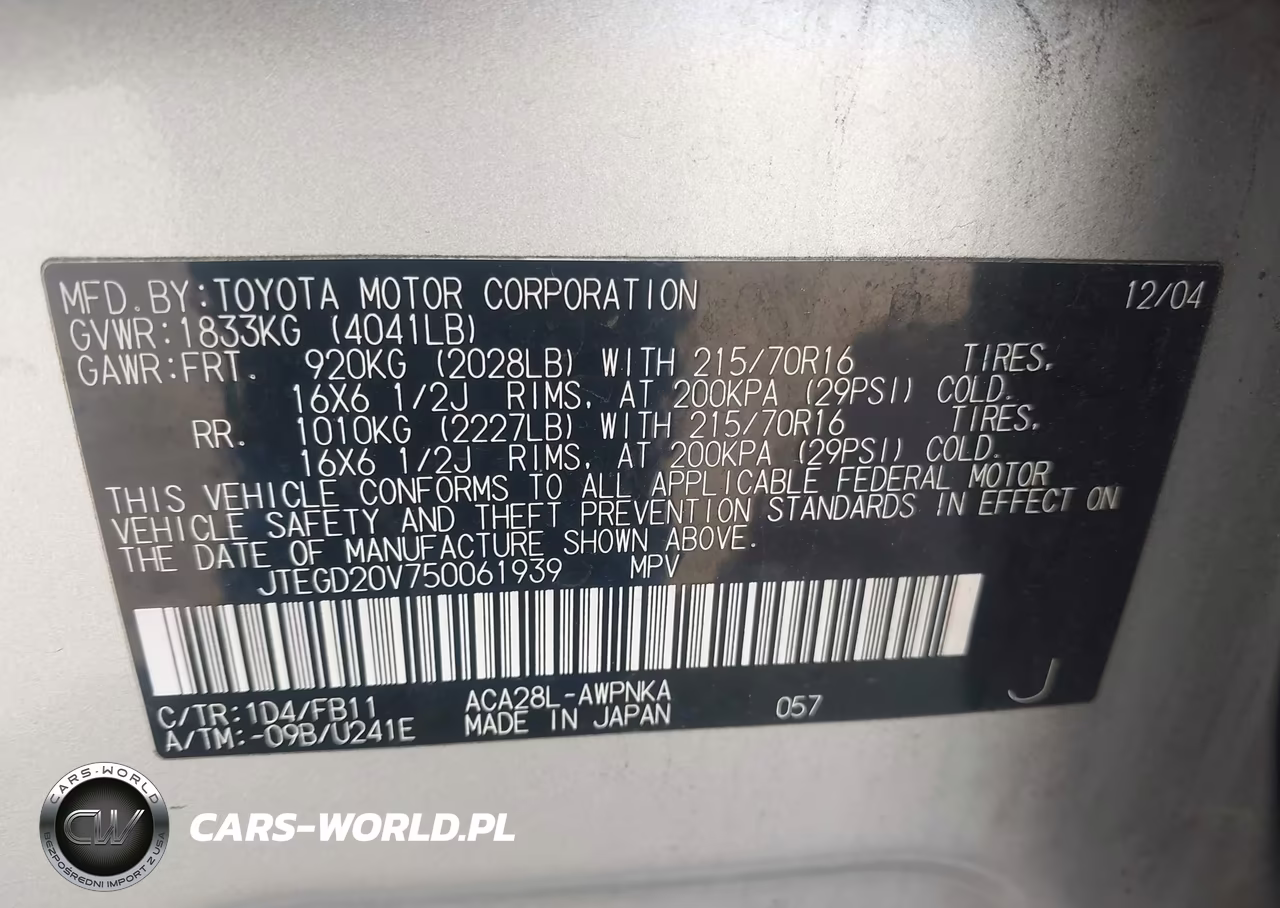 MFD.BY:TOYOTA MOTOR CORPORATION 12/04
GVWR:1833KG (4041LB)
GAWR:FRT. 920KG (2028LB) WITH 215/70R16 TIRES,
16X6 1/2J RIMS, AT 200KPA (29PSI) COLD.
RR. 1010KG (2227LB) WITH 215/70R16 TIRES,
16X6 1/2J RIMS, AT 200KPA (29PSI) COLD.
THIS VEHICLE CONFORMS TO ALL APPLICABLE FEDERAL MOTOR
VEHICLE SAFETY AND THEFT PREVENTION STANDARDS IN EFFECT ON
THE DATE OF MANUFACTURE SHOWN ABOVE.
JTEGD20V750061939 MPV
C/TR:1D4/FB11 ACA28L-AWPNKA 057 J
A/TM:-09B/U241E MADE IN JAPAN
CARS-WORLD
CW
BEZPOŚREDNI IMPORT Z USA
CARS-WORLD.PL